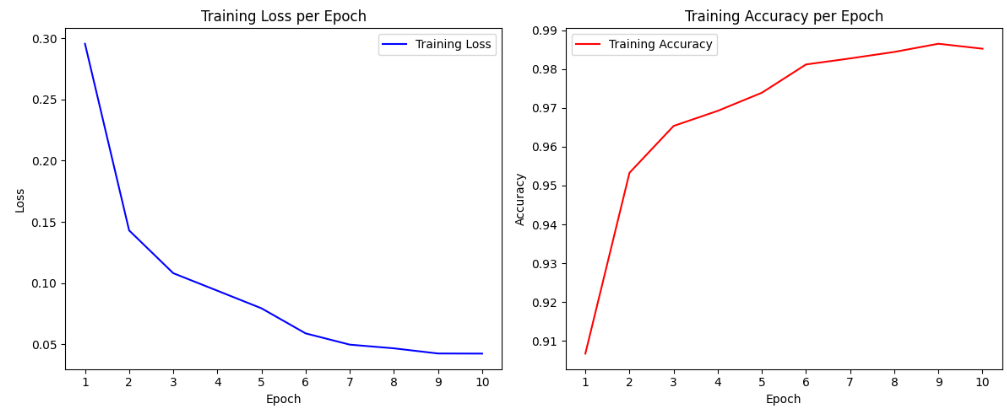 Training Loss per Epoch
Training Loss
0.30
0.25
0.20
0.15
0.10
0.05
Loss
1 2 3 4 5 6 7 8 9 10
Epoch
Training Accuracy per Epoch
Training Accuracy
0.99
0.98
0.97
0.96
0.95
0.94
0.93
0.92
0.91
Accuracy
1 2 3 4 5 6 7 8 9 10
Epoch